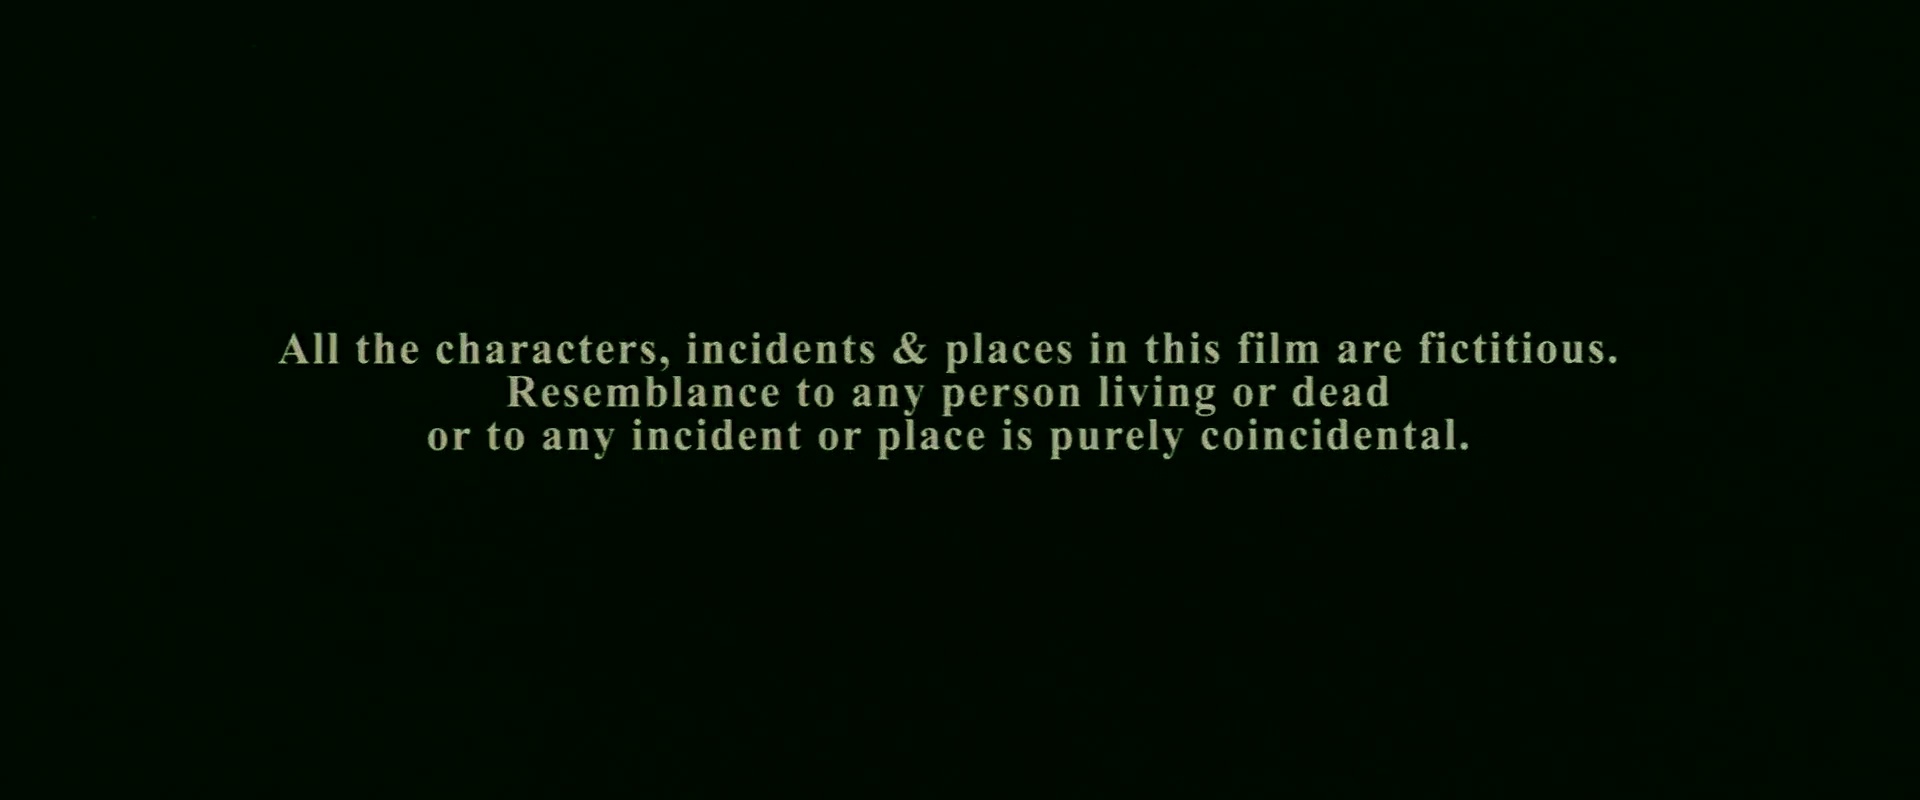 All the characters, incidents & places in this film are fictitious.
Resemblance to any person living or dead
or to any incident or place is purely coincidental.